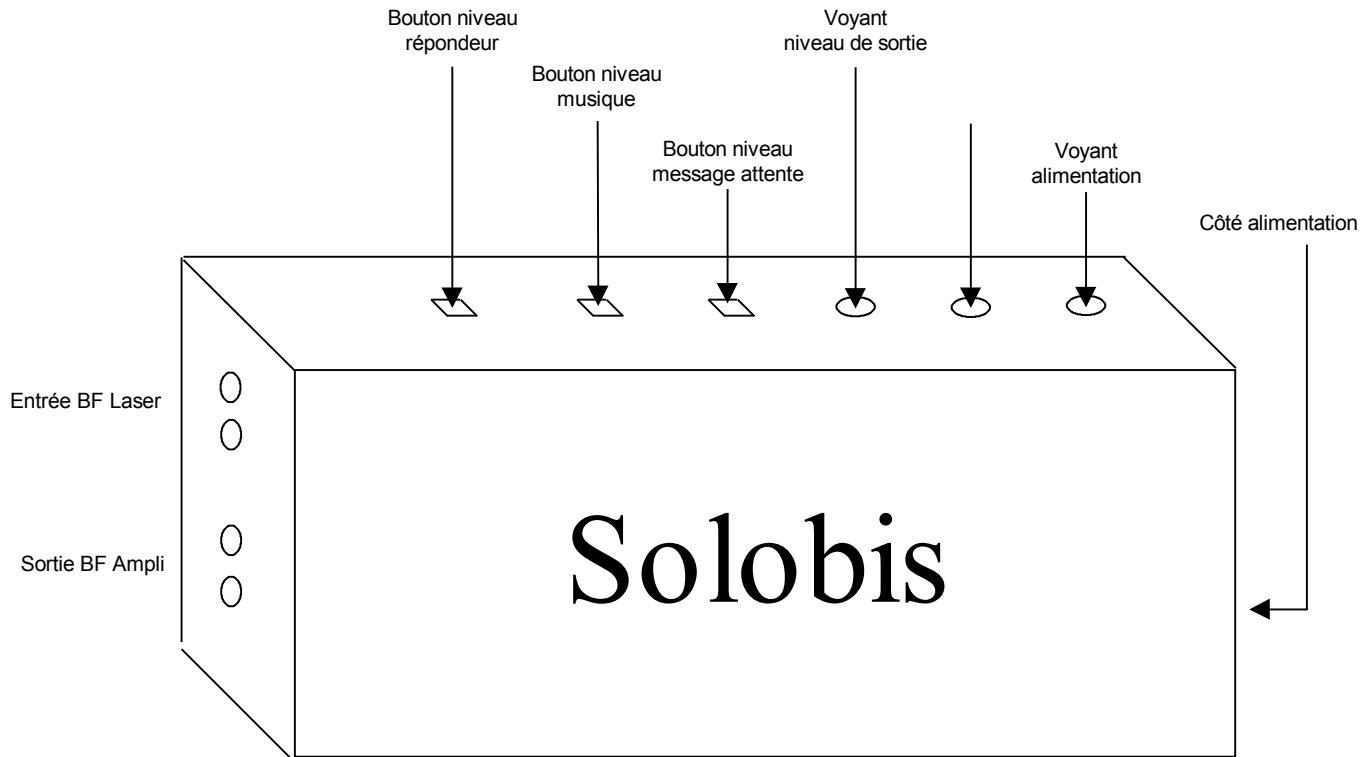 Bouton niveau
répondeur
Bouton niveau
musique
Bouton niveau
message attente
Voyant
niveau de sortie
Voyant
alimentation
Côté alimentation
Entrée BF Laser
Sortie BF Ampli
Solobis